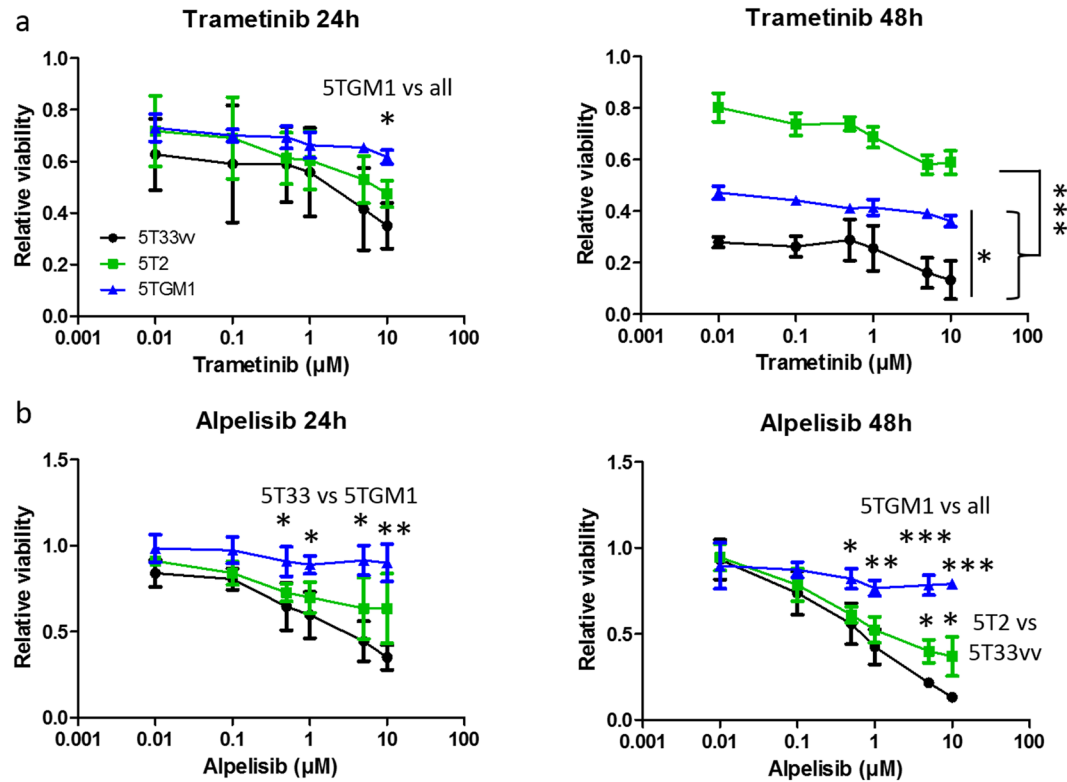 a
Trametinib 24h
Relative viability
1.0
0.8
0.6
0.4
0.2
0.0
5TGM1 vs all
*
5T33vv
5T2
5TGM1
0.001
0.01
0.1
1
10
100
Trametinib (µM)
Trametinib 48h
Relative viability
1.0
0.8
0.6
0.4
0.2
0.0
***
*
0.001
0.01
0.1
1
10
100
Trametinib (µM)
b
Alpelisib 24h
Relative viability
1.5
1.0
0.5
0.0
5T33 vs 5TGM1
* * * **
0.001
0.01
0.1
1
10
100
Alpelisib (µM)
Alpelisib 48h
Relative viability
1.5
1.0
0.5
0.0
5TGM1 vs all
* ** *** ***
* * 5T2 vs
5T33vv
0.001
0.01
0.1
1
10
100
Alpelisib (µM)